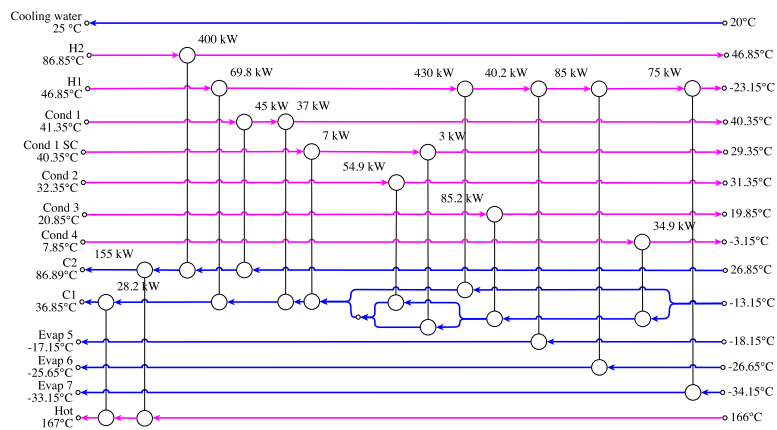 Cooling water
25 °C
20°C
400 kW
H2
86.85°C
46.85°C
69.8 kW
430 kW
40.2 kW
85 kW
75 kW
H1
46.85°C
-23.15°C
45 kW
37 kW
Cond 1
41.35°C
40.35°C
7 kW
3 kW
Cond 1 SC
40.35°C
29.35°C
54.9 kW
Cond 2
32.35°C
31.35°C
85.2 kW
Cond 3
20.85°C
19.85°C
34.9 kW
Cond 4
7.85°C
-3.15°C
155 kW
C2
86.89°C
26.85°C
28.2 kW
C1
36.85°C
-13.15°C
Evap 5
-17.15°C
-18.15°C
Evap 6
-25.65°C
-26.65°C
Evap 7
-33.15°C
-34.15°C
Hot
167°C
166°C